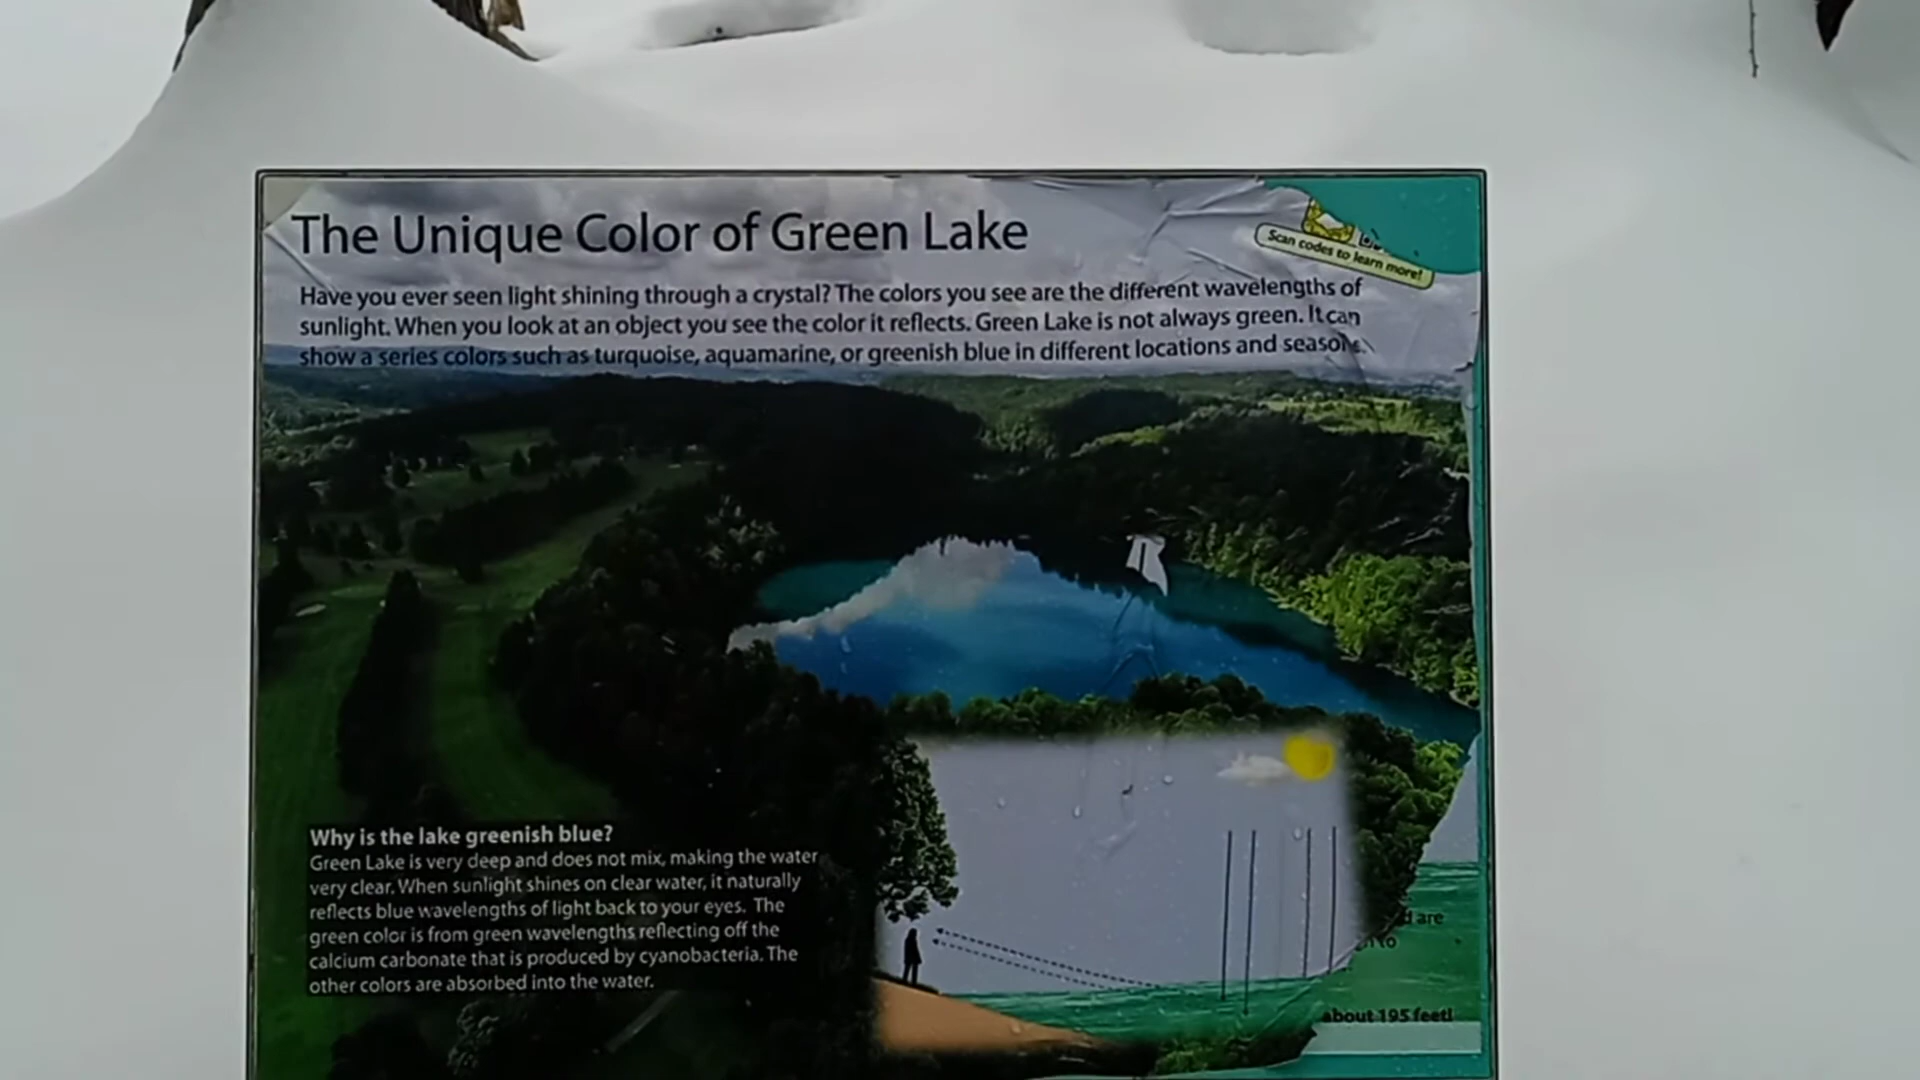 The Unique Color of Green Lake
Scan codes to learn more!
Have you ever seen light shining through a crystal? The colors you see are the different wavelengths of
sunlight. When you look at an object you see the color it reflects. Green Lake is not always green. It can
show a series colors such as turquoise, aquamarine, or greenish blue in different locations and seasons.
Why is the lake greenish blue?
Green Lake is very deep and does not mix, making the water
very clear. When sunlight shines on clear water, it naturally
reflects blue wavelengths of light back to your eyes. The
green color is from green wavelengths reflecting off the
calcium carbonate that is produced by cyanobacteria. The
other colors are absorbed into the water.
are
to
about 195 feet!